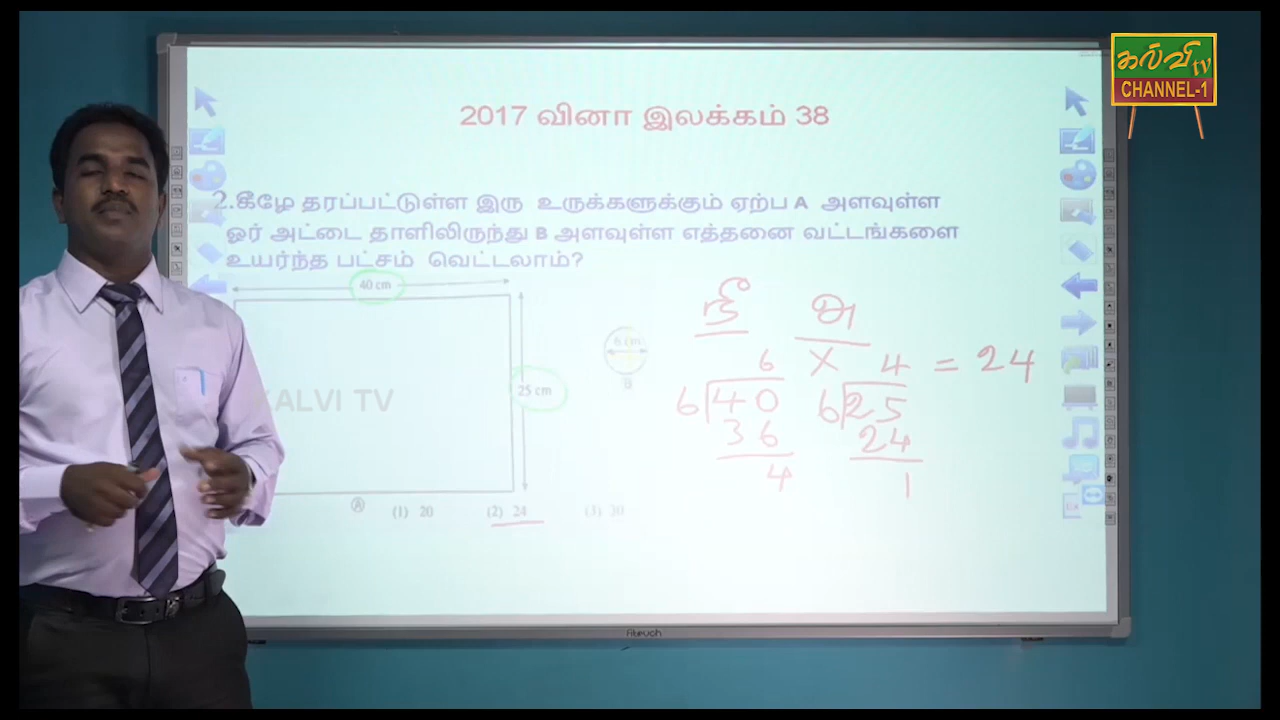 கல்வி tv
CHANNEL-1
2017 வினா இலக்கம் 38
2.கீழே தரப்பட்டுள்ள இரு உருக்களுக்கும் ஏற்ப A அளவுள்ள
ஓர் அட்டை தாளிலிருந்து B அளவுள்ள எத்தனை வட்டங்களை
உயர்ந்த பட்சம் வெட்டலாம்?
40 cm
நீ அ
6 cm
6 X 4 = 24
25 cm
B
KALVI TV
6 40 6 25
36 24
4 1
A (1) 20 (2) 24 (3) 30